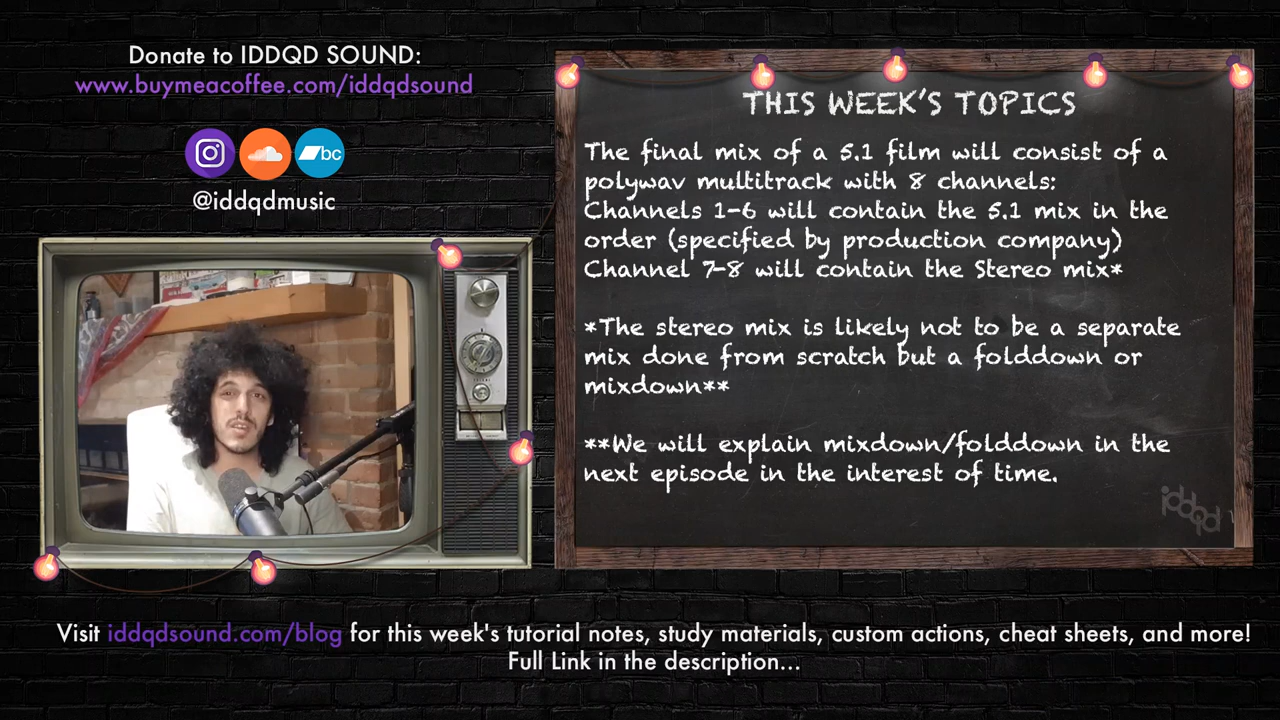 Donate to IDDQD SOUND:
www.buymeacoffee.com/iddqdsound
bc
@iddqdmusic
THIS WEEK'S TOPICS
The final mix of a 5.1 film will consist of a
polywav multitrack with 8 channels:
Channels 1-6 will contain the 5.1 mix in the
order (specified by production company)
Channel 7-8 will contain the Stereo mix*
*The stereo mix is likely not to be a separate
mix done from scratch but a folddown or
mixdown**
**We will explain mixdown/folddown in the
next episode in the interest of time.
iddqd
Visit iddqdsound.com/blog for this week's tutorial notes, study materials, custom actions, cheat sheets, and more!
Full Link in the description...